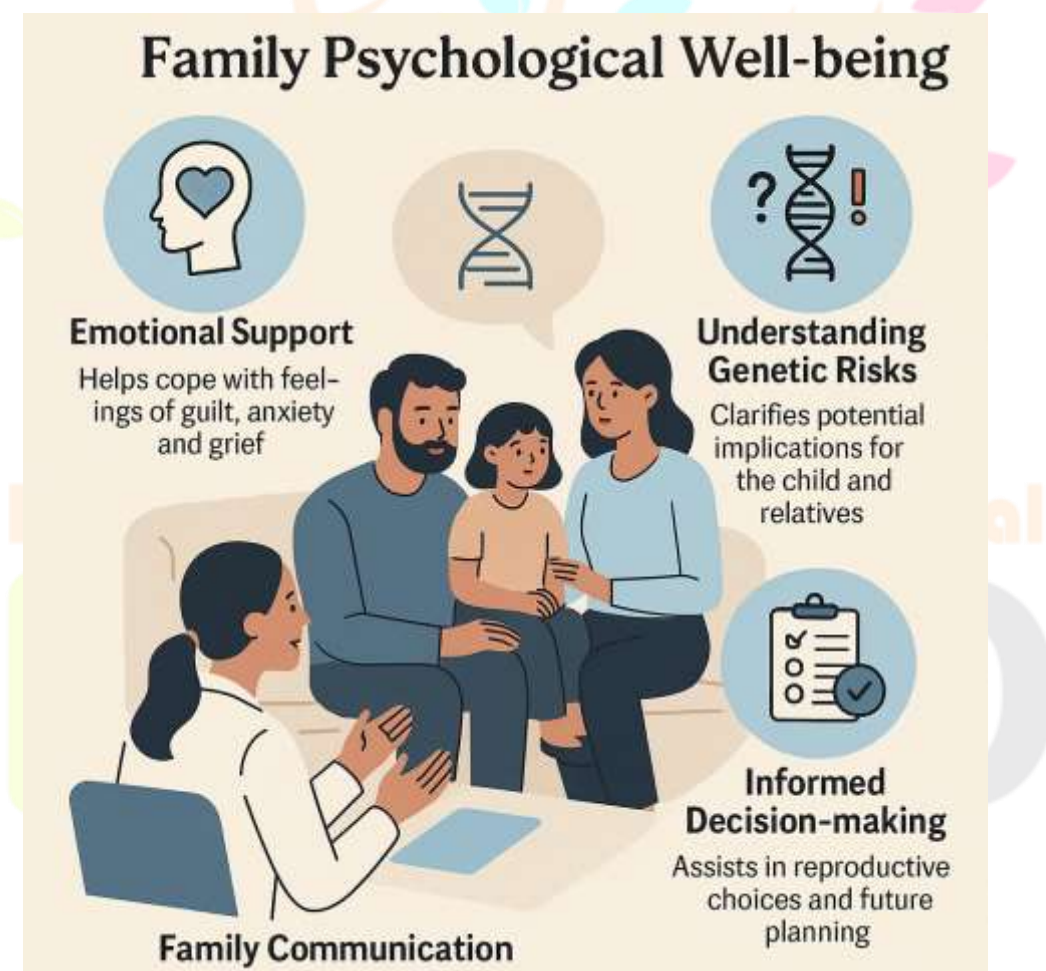 Family Psychological Well-being
Emotional Support
Helps cope with feel-
ings of guilt, anxiety
and grief
Understanding
Genetic Risks
Clarifies potential
implications for
the child and
relatives
Informed
Decision-making
Assists in reproductive
choices and future
planning
Family Communication
? !
al